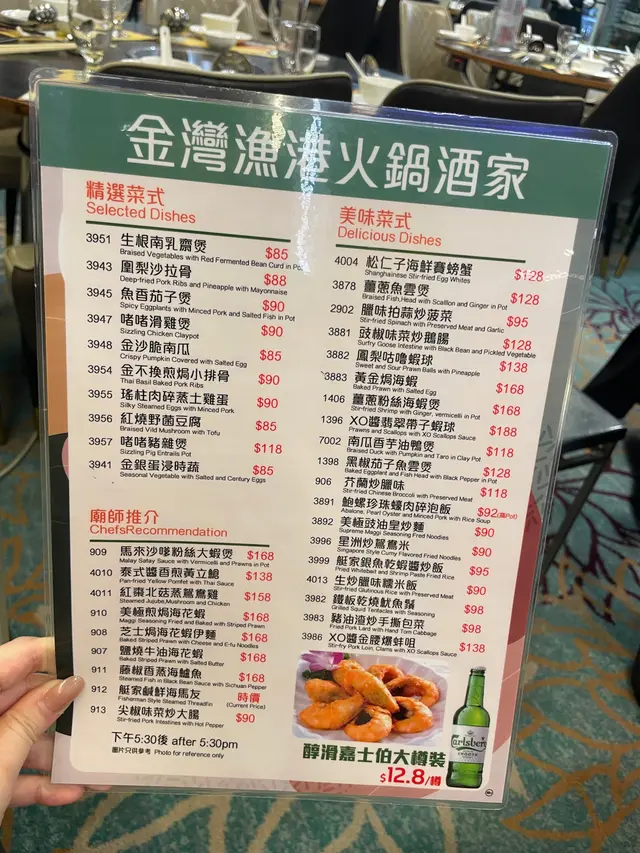 金灣漁港火鍋酒家
精選菜式
Selected Dishes
3951 生根南乳齋煲 $85
Braised Vegetables with Red Fermented Bean Curd in Pot
3943 鳳梨沙拉骨 $88
Deep-fried Pork Ribs and Pineapple with Mayonnaise
3945 魚香茄子煲 $90
Spicy Eggplants with Minced Pork and Salted Fish in Pot
3947 啫啫滑雞煲 $90
Sizzling Chicken Claypot
3948 金沙脆南瓜 $85
Crispy Pumpkin Covered with Salted Egg
3954 金不換煎焗小排骨 $90
Thai Basil Baked Pork Ribs
3955 瑤柱肉碎蒸土雞蛋 $90
Silky Steamed Eggs with Minced Pork
3956 紅燒野菌豆腐 $85
Braised Vild Mushroom with Tofu
3957 啫啫豬雜煲 $118
Sizzling Pig Entrails Pot
3941 金銀蛋浸時蔬 $85
Seasonal Vegetable with Salted and Century Eggs
廚師推介
ChefsRecommendation
909 馬來沙嗲粉絲大蝦煲 $168
Malay Satay Sauce with Vermicelli and Prawns in Pot
4010 泰式醬香煎黃立鯧 $138
Pan-fried Yellow Pomfet with Thai Sauce
4011 紅棗北菇蒸鴛鴦雞 $158
Steamed Jujube,Mushroom and Chicken
910 美極煎焗海花蝦 $168
Maggi Seasoning Fried and Baked with Striped Prawn
908 芝士焗海花蝦伊麵 $168
Baked Striped Prawn with Cheese and E-fu Noodles
907 鹽燒牛油海花蝦 $168
Baked Striped Prawn with Salted Butter
911 藤椒香蒸海鱸魚 $168
Steamed Fish in Black Bean Sauce with Sichuan Pepper
912 艇家鹹鮮海馬友 時價
Fisherman Style Steamed Threadfin (Current Price)
913 尖椒味菜炒大腸 $90
Stir-fried Pork Intestines with Hot Pepper
下午5:30後 after 5:30pm
圖片只供參考 Photo for reference only
美味菜式
Delicious Dishes
4004 松仁子海鮮賽螃蟹 $128
Shanghainese Stir-fried Egg Whites
3878 薑蔥魚雲煲 $128
Braised Fish,Head with Scallion and Ginger in Pot
2902 臘味拍蒜炒菠菜 $95
Stir-fried Spinach with Preserved Meat and Garlic
3881 豉椒味菜炒鵝腸 $128
Surfry Goose Intestine with Black Bean and Pickled Vegetable
3882 鳳梨咕嚕蝦球 $138
Sweet and Sour Prawn Balls with Pineapple
3883 黃金焗海蝦 $168
Baked Prawn with Salted Egg
1406 薑蔥粉絲海蝦煲 $168
Stir-fried Shrimp with Ginger, vermicelli in Pot
1396 XO醬翡翠帶子蝦球 $188
Prawns and Scallops with XO Scallops Sauce
7002 南瓜香芋油鴨煲 $118
Braised Duck with Pumpkin and Taro in Clay Pot
1398 黑椒茄子魚雲煲 $128
Baked Eggplant and Fish Head with Black Pepper in Pot
906 芥蘭炒臘味 $118
Stir-fried Chinese Broccoli with Preserved Meat
3891 鮑螺珍珠蠔肉碎泡飯 $92
Abalone, Pearl Oyster and Minced Pork with Rice Soup
3892 美極豉油皇炒麵 $90
Supreme Maggi Seasoning Fried Noodles
3996 星洲炒鴛鴦米 $90
Singapore Style Curry Flavored Fried Noodles
3999 艇家銀魚乾蝦醬炒飯 $95
Fried Whitebait and Shrimp Paste Fried Rice
4013 生炒臘味糯米飯 $90
Stir-fried Glutinous Rice with Preserved Meat
3982 鐵板乾燒魷魚鬚 $98
Grilled Squid Tentacles with Seasoning
3983 豬油渣炒手撕包菜 $98
Fried Pork Lard with Hand Torn Cabbage
3986 XO醬金腰爆蚌咀 $138
Stir-fry Pork Loin, Clams with XO Scallops Sauce
醇滑嘉士伯大樽裝
$12.8/樽
Carlsberg